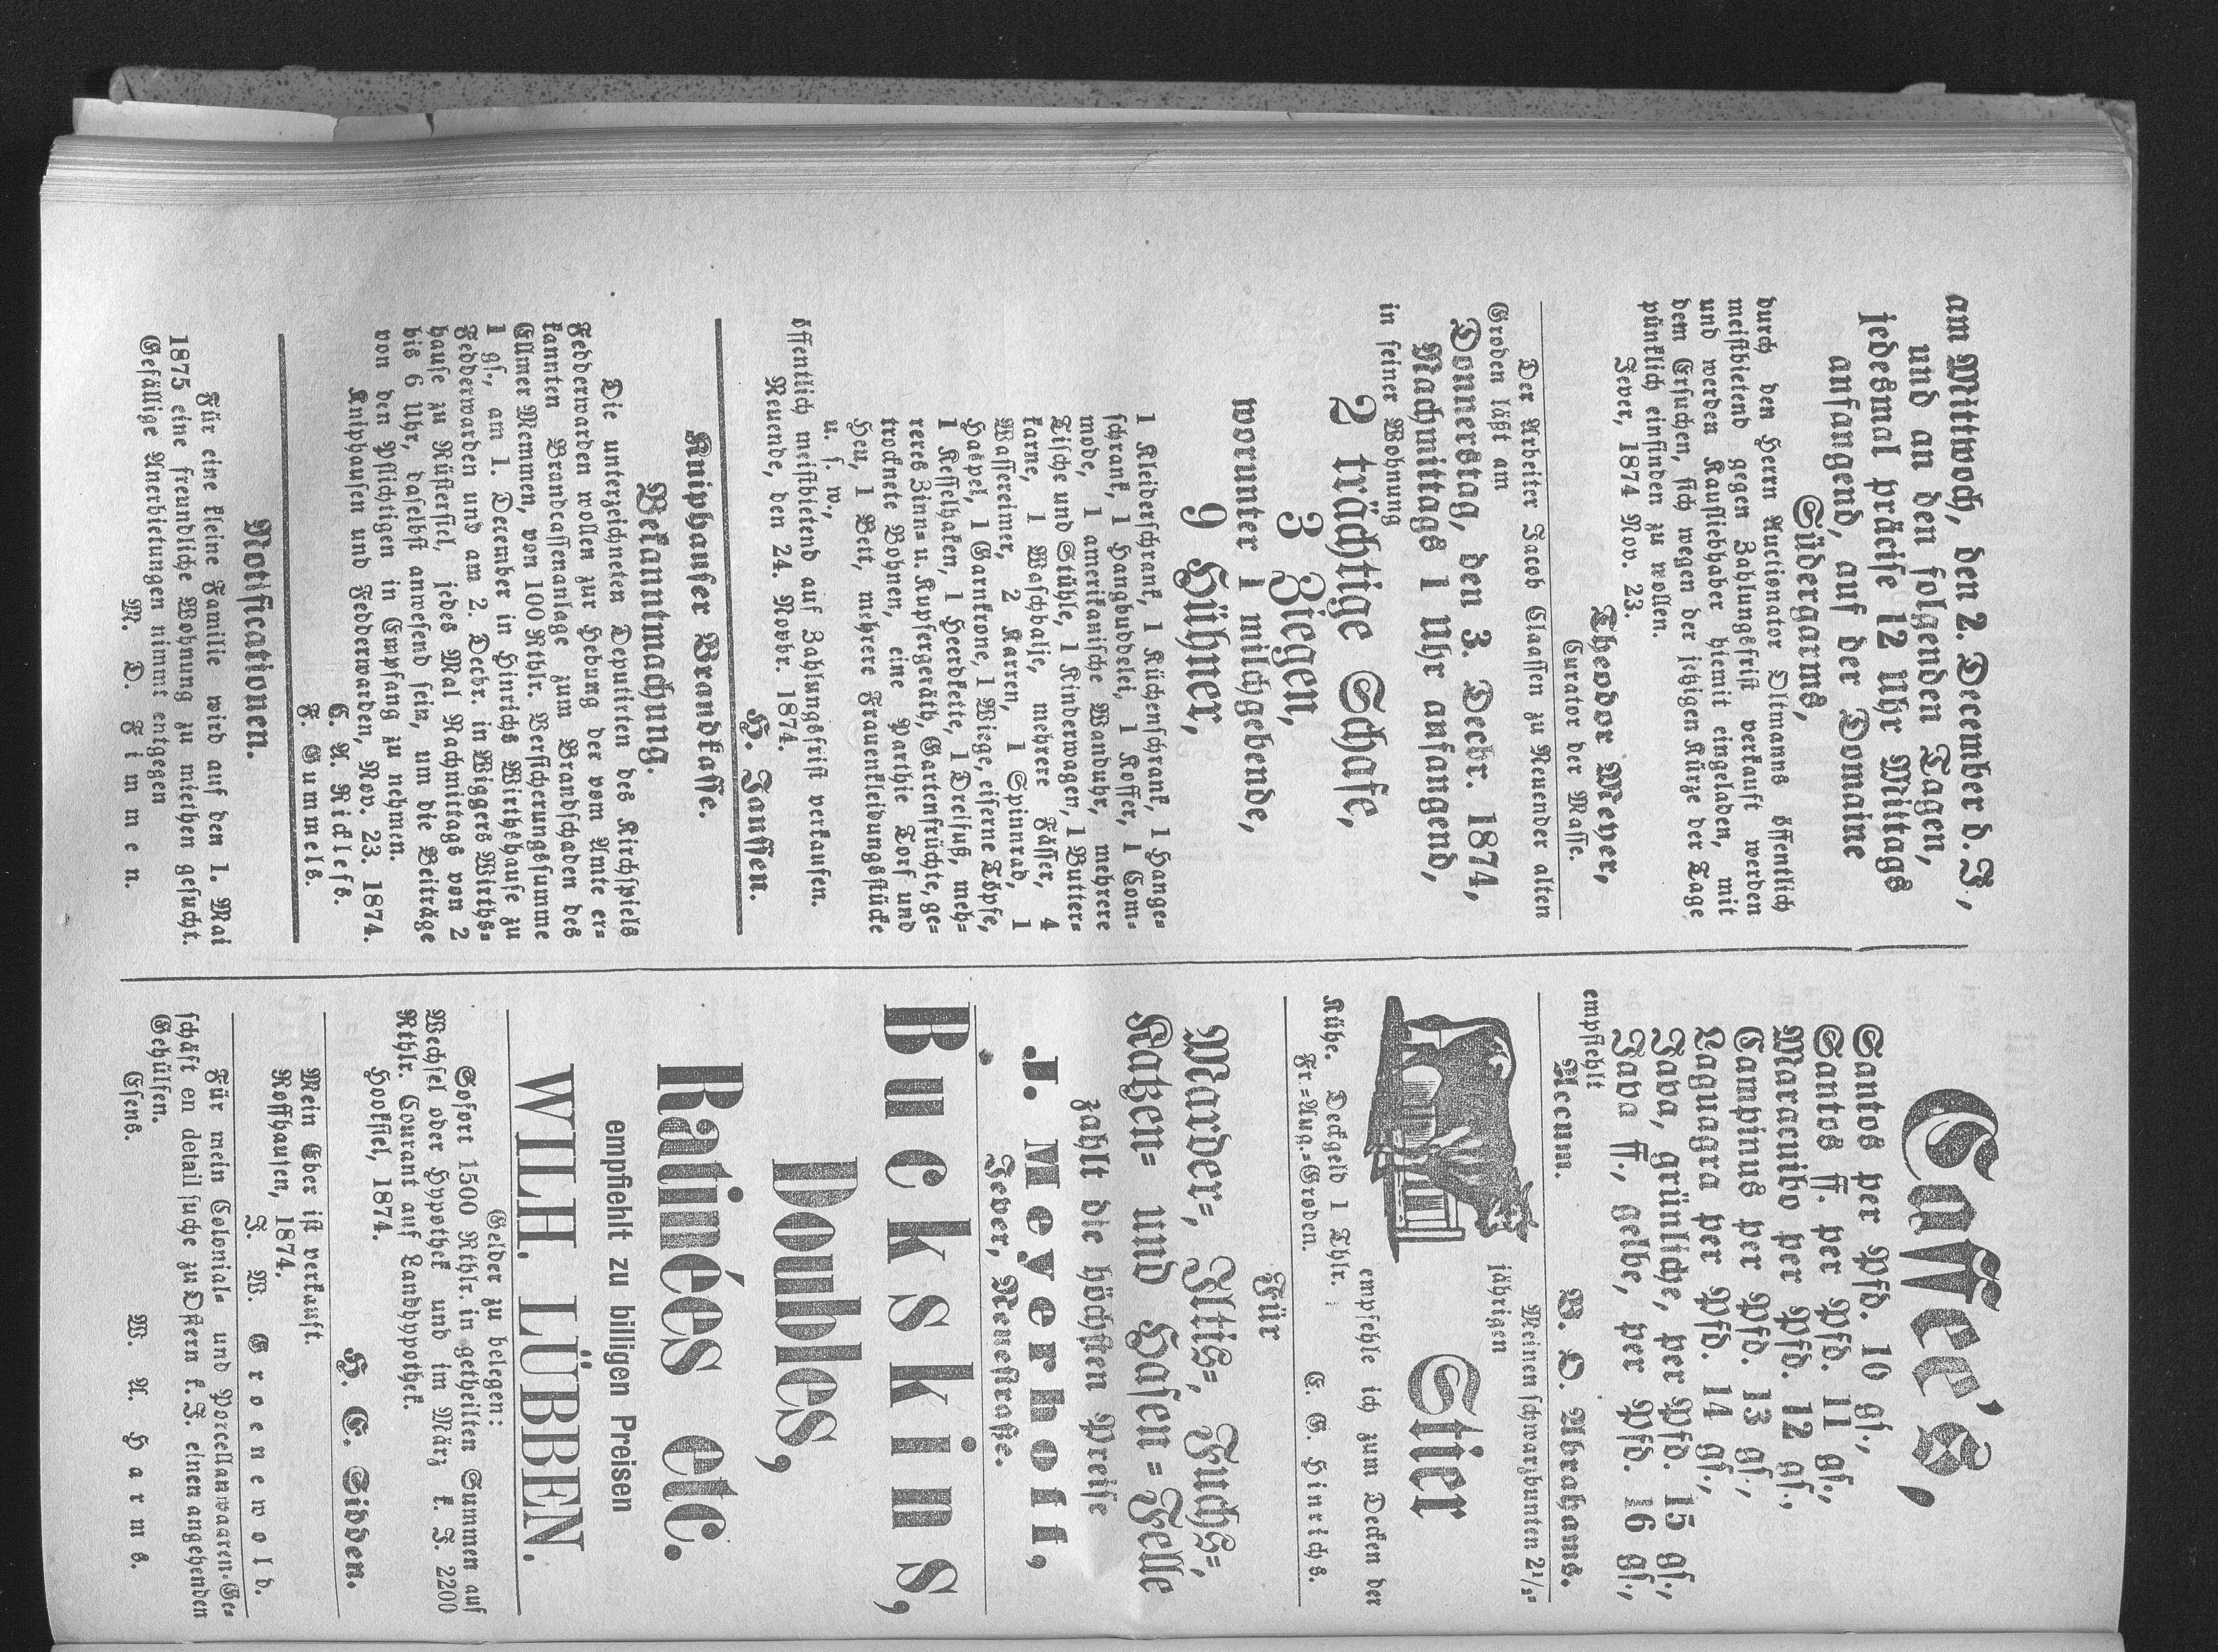 am Mittwoch, den 2. December d. J.,
und an den folgenden Tagen,
jedesmal präcise 12 Uhr Mittags
anfangend, auf der Domaine
Südergarms,
durch den Herrn Auctionator Oltmanns öffentlich
meistbietend gegen Zahlungsfrist verkauft werden
und werden Kaufliebhaber hiemit eingeladen, mit
dem Ersuchen, sich wegen der jetzigen Kürze der Tage
pünktlich einfinden zu wollen.
Jever, 1874 Nov. 23.
Theodor Meyer,
Curator der Masse.
Der Arbeiter Jacob Classen zu Neuender alten
Groden läßt am
Donnerstag, den 3. Decbr. 1874,
Nachmittags 1 Uhr anfangend,
in seiner Wohnung
2 trächtige Schafe,
3 Ziegen,
worunter 1 milchgebende,
9 Hühner,
1 Kleiderschrank, 1 Küchenschrank, 1 Hange-
schrank, 1 Hangbuddelei, 1 Koffer, 1 Com-
mode, 1 amerikanische Wanduhr, mehrere
Tische und Stühle, 1 Kinderwagen, 1 Butter-
karne, 1 Waschbalje, mehrere Fässer, 4
Wassereimer, 2 Karren, 1 Spinnrad, 1
Haspel, 1 Garnkrone, 1 Wiege, eiserne Töpfe,
1 Kesselhaken, 1 Heerdkette, 1 Dreifuß, meh-
reres Zinn- u. Kupfergeräth, Gartenfrüchte, ge-
trocknete Bohnen, eine Parthie Torf und
Heu, 1 Bett, mehrere Frauenkleidungsstücke
u. s. w.,
öffentlich meistbietend auf Zahlungsfrist verkaufen.
Neuende, den 24. Novbr. 1874.
H. Janssen.
Kniphauser Brandkasse.
Bekanntmachung.
Die unterzeichneten Deputirten des Kirchspiels
Fedderwarden wollen zur Hebung der vom Amte er-
kannten Brandcassenanlage zum Brandschaden des
Eilmer Memmen, von 100 Rthlr. Versicherungssumme
1 gs., am 1. December in Hinrichs Wirthshause zu
Fedderwarden und am 2. Decbr. in Wiggers Wirths-
hause zu Rüstersiel, jedes Mal Nachmittags von 2
bis 6 Uhr, daselbst anwesend sein, um die Beiträge
von den Pflichtigen in Empfang zu nehmen.
Kniphausen und Fedderwarden, Nov. 23. 1874.
C. A. Ricklefs.
F. Cummels.
Notificationen.
Für eine kleine Familie wird auf den 1. Mai
1875 eine freundliche Wohnung zu miethen gesucht.
Gefällige Anerbietungen nimmt entgegen
M. D. Fimmen.
Caffee's,
Santos per Pfd. 10 gs.,
Santos ff. per Pfd. 11 gs.,
Maracaibo per Pfd. 12 gs.,
Campinus per Pfd. 13 gs.,
Laguagra per Pfd. 14 gs.,
Java, grünliche, per Pfd. 15 gs.,
Java ff., gelbe, per Pfd. 16 gs.,
empfiehlt
Accum. B. O. Abrahams.
Meinen schwarzbunten 2½-
jährigen
Stier
empfehle ich zum Decken der
Kühe. Deckgeld 1 Thlr.
Fr.-Aug.-Groden. E. G. Hinrichs.
Für
Marder-, Iltis-, Fuchs-,
Katzen- und Hasen-Felle
zahlt die höchsten Preise
J. Meyerhoff,
Jever, Neuestraße.
Buckskins,
Doubles,
Ratinées etc.
empfiehlt zu billigen Preisen
WILH. LÜBBEN.
Gelder zu belegen:
Sofort 1500 Rthlr. in getheilten Summen auf
Wechsel oder Hypothek und im März k. J. 2200
Rthlr. Courant auf Landhypothek.
Hooksiel, 1874.
H. C. Sidden.
Mein Eber ist verkauft.
Roffhausen, 1874.
J. W. Groenewold.
Für mein Colonial- und Porcellanwaaren-Ge-
schäft en detail suche zu Ostern k. J. einen angehenden
Gehülfen.
Esens. W. A. Harms.